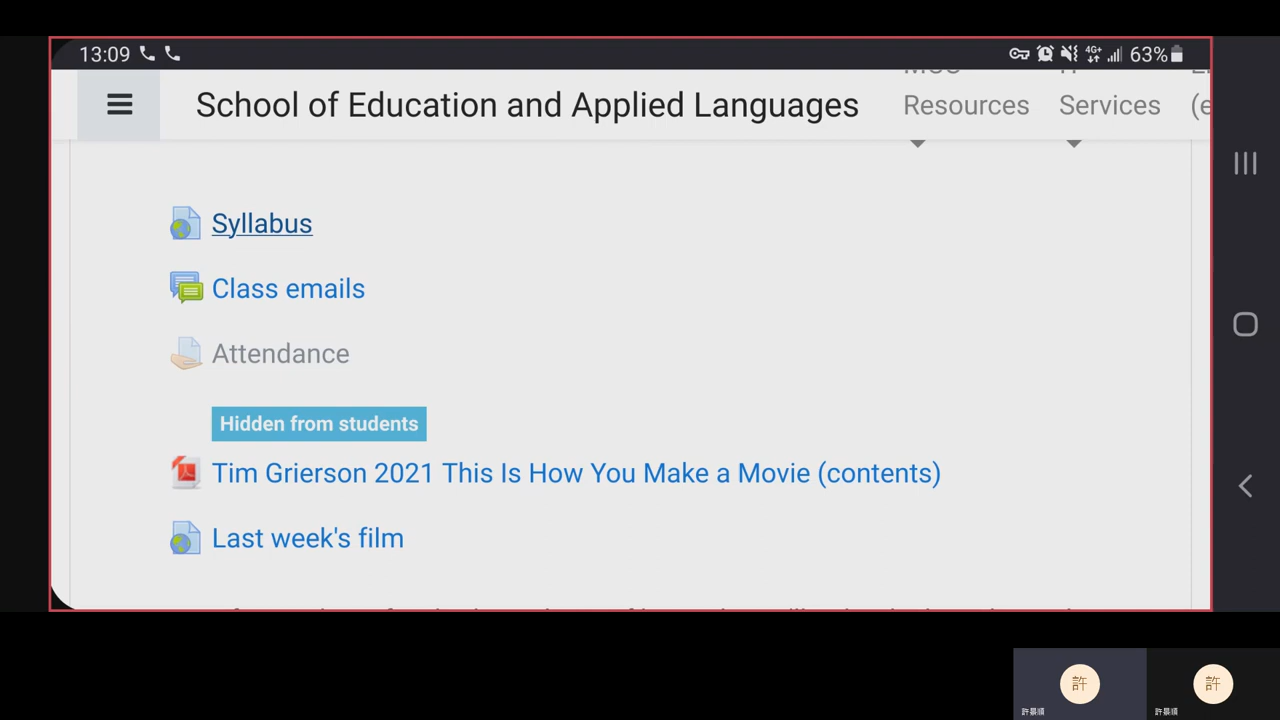 13:09
63%
School of Education and Applied Languages
Resources
Services
Syllabus
Class emails
Attendance
Hidden from students
Tim Grierson 2021 This Is How You Make a Movie (contents)
Last week's film
許
許